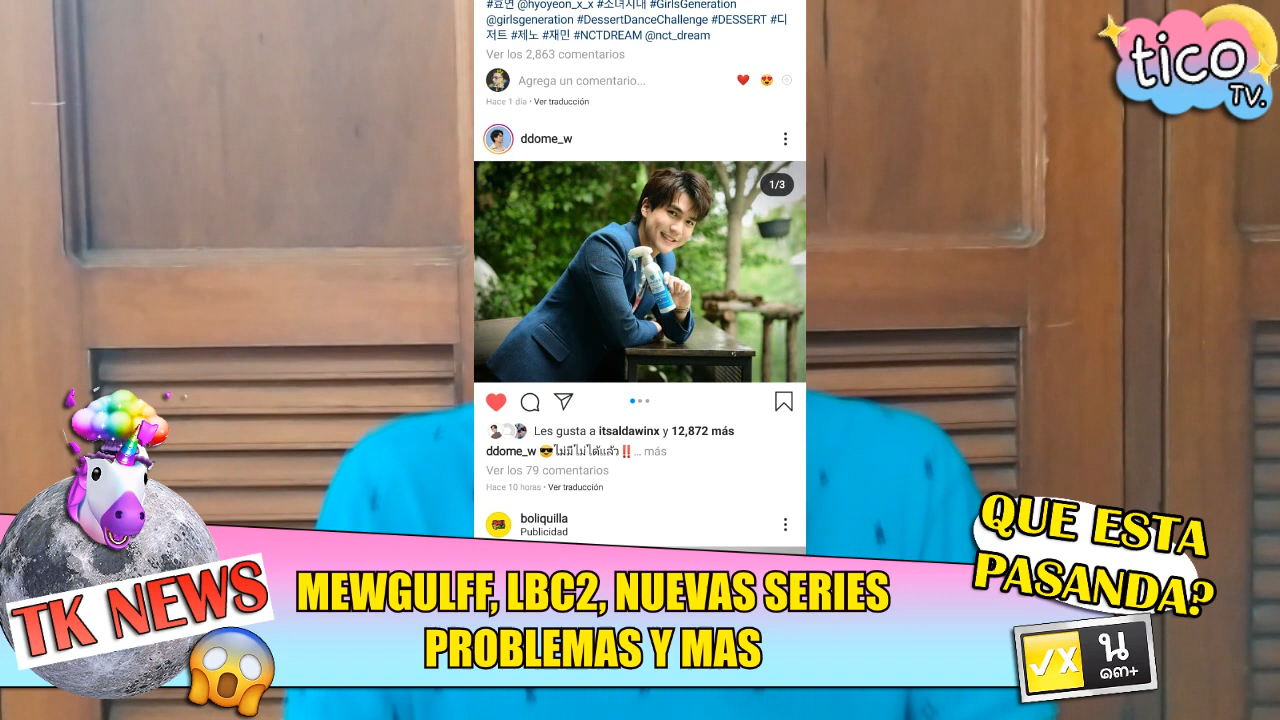 #효연 @hyoyeon_x_x #소녀시대 #GirlsGeneration
@girlsgeneration #DessertDanceChallenge #DESSERT #디
저트 #제노 #재민 #NCTDREAM @nct_dream
Ver los 2,863 comentarios
Agrega un comentario...
Hace 1 día • Ver traducción
ddome_w
1/3
Les gusta a itsaldawinx y 12,872 más
ddome_w 😎ไม่มีไม่ได้แล้ว‼️... más
Ver los 79 comentarios
Hace 10 horas • Ver traducción
boliquilla
Publicidad
tico
TV.
TK NEWS
MEWGULFF, LBC2, NUEVAS SERIES
PROBLEMAS Y MAS
QUE ESTA
PASANDA?
√X
น
๑๓+